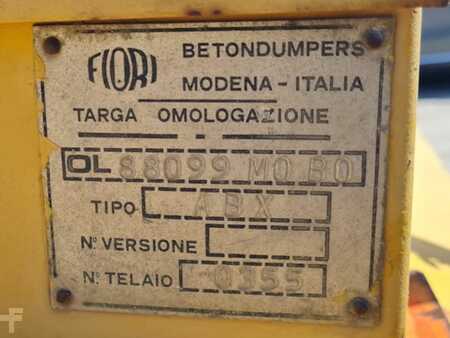 FIORI BETONDUMPERS
MODENA-ITALIA
TARGA OMOLOGAZIONE
OL 88099 MO BO
TIPO ABX
N° VERSIONE
N° TELAIO 0355